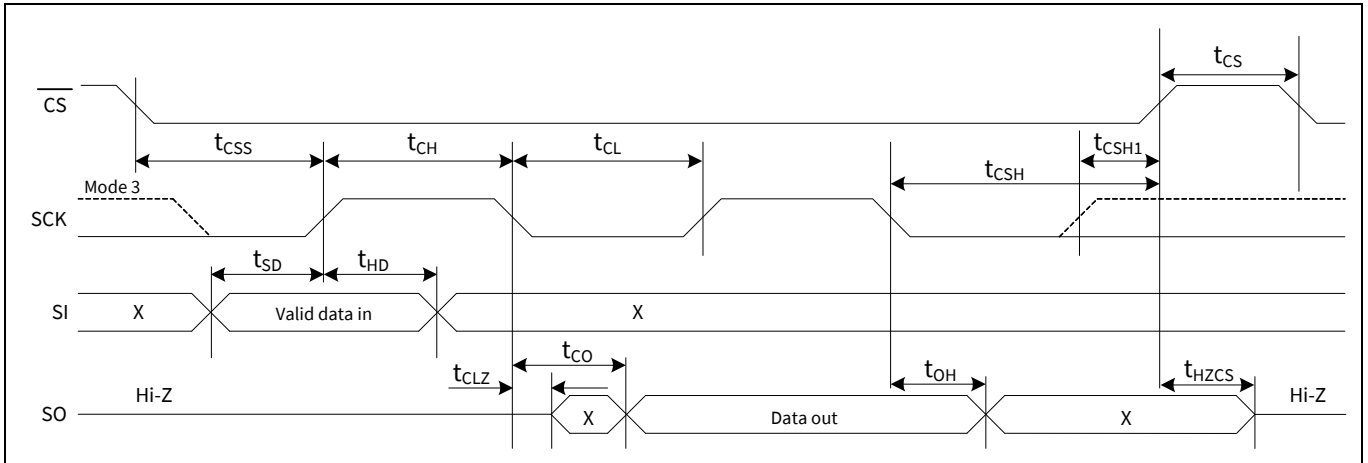 tCS
CS
tCSS
tCH
tCL
tCSH1
tCSH
Mode 3
SCK
tSD
tHD
SI
X
Valid data in
X
tCO
tCLZ
tOH
tHZCS
Hi-Z
Hi-Z
SO
X
Data out
X